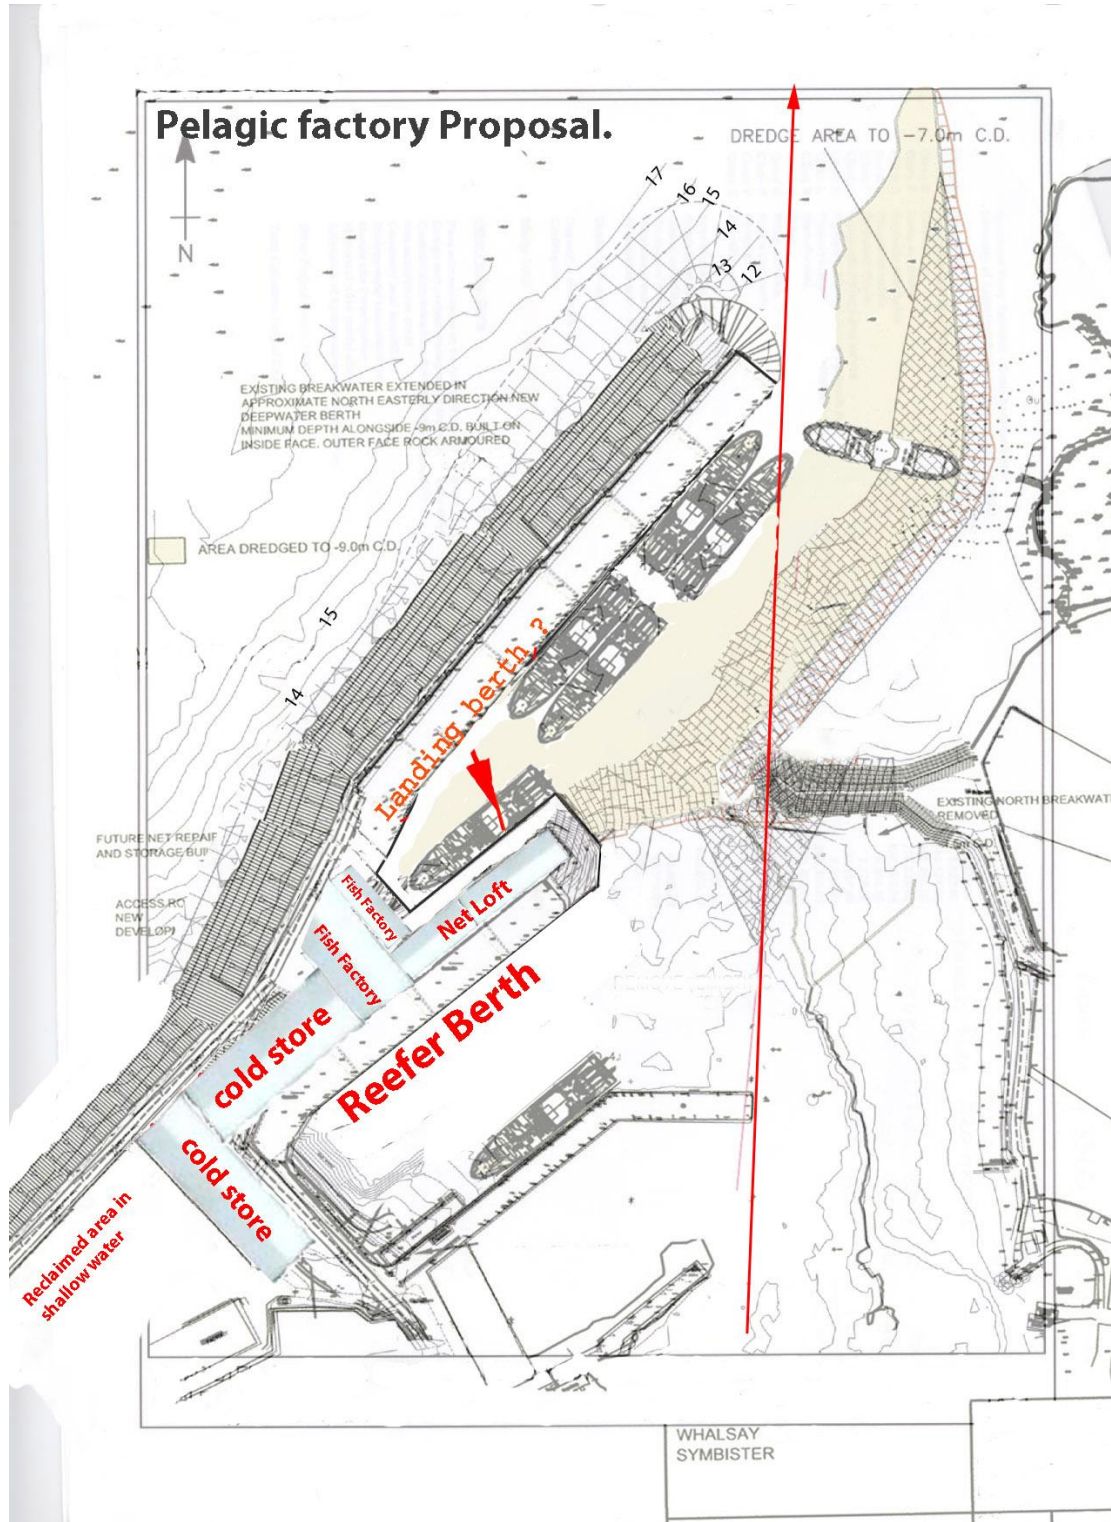 Pelagic factory Proposal.
DREDGE AREA TO -7.0m C.D.
N
17
16
15
14
13
12
EXISTING BREAKWATER EXTENDED IN
APPROXIMATE NORTH EASTERLY DIRECTION NEW
DEEPWATER BERTH
MINIMUM DEPTH ALONGSIDE -9m C.D. BUILT ON
INSIDE FACE. OUTER FACE ROCK ARMOURED
AREA DREDGED TO -9.0m C.D.
15
14
Landing berth ?
EXISTING NORTH BREAKWAT
REMOVED
FUTURE NET REPAIR
AND STORAGE BUI
ACCESS RO
NEW
DEVELOP
Fish Factory
Net Loft
Fish Factory
cold store
Reefer Berth
cold store
Reclaimed area in
shallow water
WHALSAY
SYMBISTER